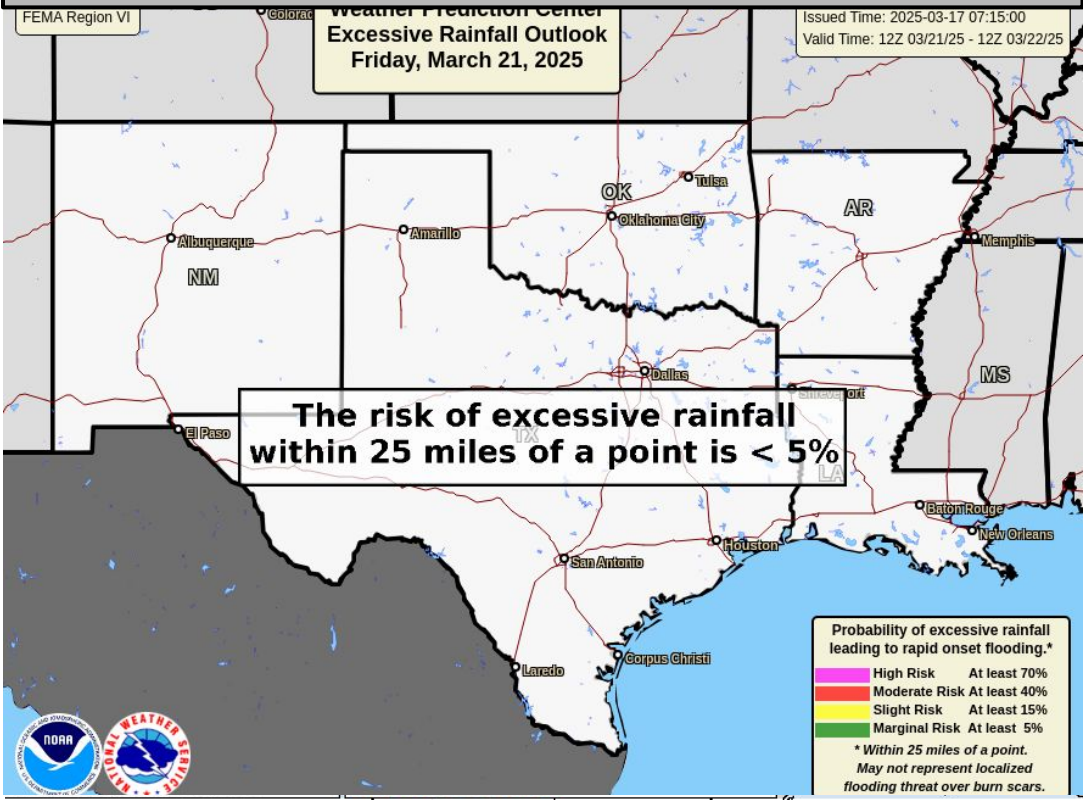 FEMA Region VI
Weather Prediction Center
Excessive Rainfall Outlook
Friday, March 21, 2025
Issued Time: 2025-03-17 07:15:00
Valid Time: 12Z 03/21/25 - 12Z 03/22/25
Tulsa
OK
AR
Oklahoma City
Amarillo
Albuquerque
Memphis
NM
Dallas
MS
Shreveport
The risk of excessive rainfall
within 25 miles of a point is < 5%
El Paso
TX
LA
Baton Rouge
New Orleans
Houston
San Antonio
Corpus Christi
Laredo
Probability of excessive rainfall
leading to rapid onset flooding.*
High Risk At least 70%
Moderate Risk At least 40%
Slight Risk At least 15%
Marginal Risk At least 5%
* Within 25 miles of a point.
May not represent localized
flooding threat over burn scars.
NOAA
NATIONAL WEATHER SERVICE